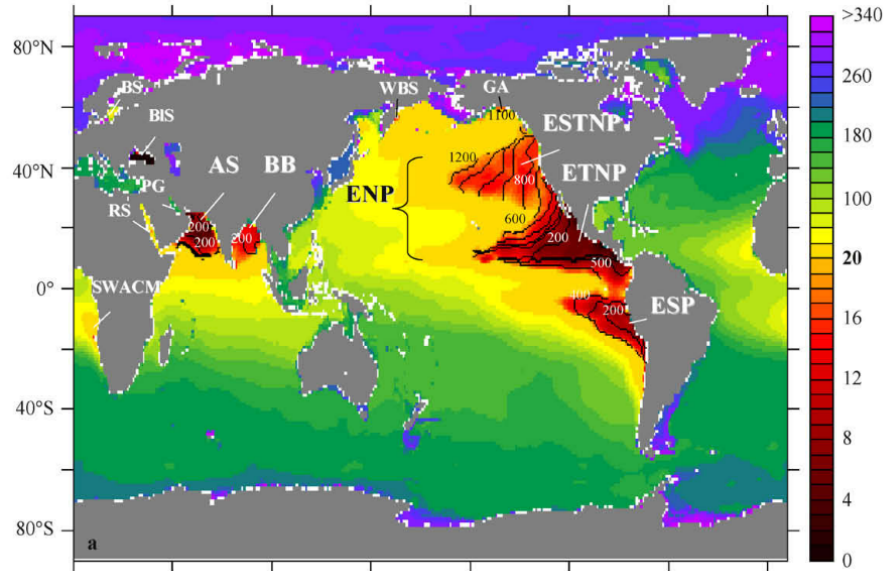 >340
80°N
260
BS
WBS
GA
BlS
1100
ESTNP
180
40°N
AS
BB
1200
ETNP
PG
800
100
RS
200
ENP
200
200
600
200
20
500
0°
16
SWACM
400
200
ESP
12
40°S
8
4
80°S
a
0